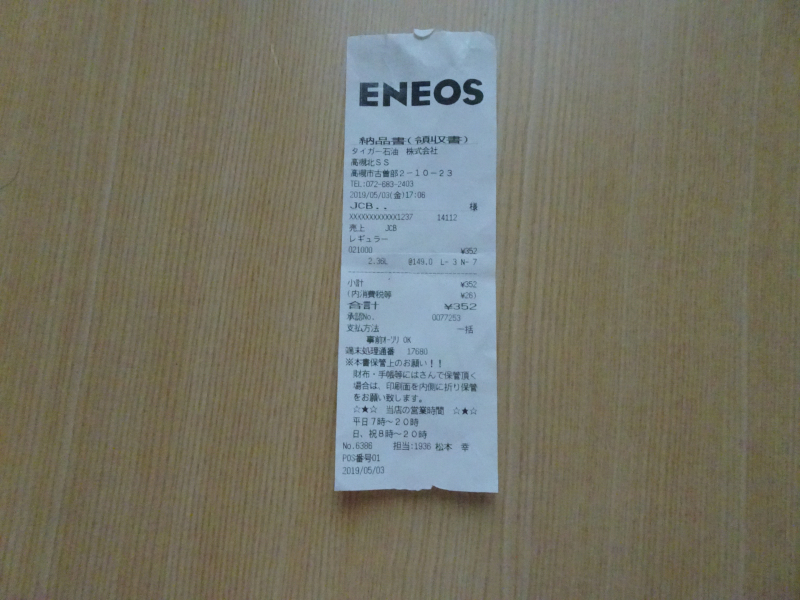 ENEOS
納品書(領収書)
タイガー石油 株式会社
高槻北SS
高槻市古曽部2-10-23
TEL:072-683-2403
2019/05/03(金)17:06
JCB．． 様
XXXXXXXXXXXX1237 14112
売上 JCB
レギュラー
021000 ¥352
2.36L @149.0 L- 3 N- 7
小計 ¥352
(内消費税等 ¥26)
合計 ¥352
承認No. 0077253
支払方法 一括
事前オーソリ OK
端末処理通番 17680
※本書保管上のお願い！！
財布・手帳等にはさんで保管頂く
場合は、印刷面を内側に折り保管
をお願い致します。
☆★☆ 当店の営業時間 ☆★☆
平日7時～20時
日、祝8時～20時
No.6388 担当:1936 松本 幸
POS番号01
2019/05/03